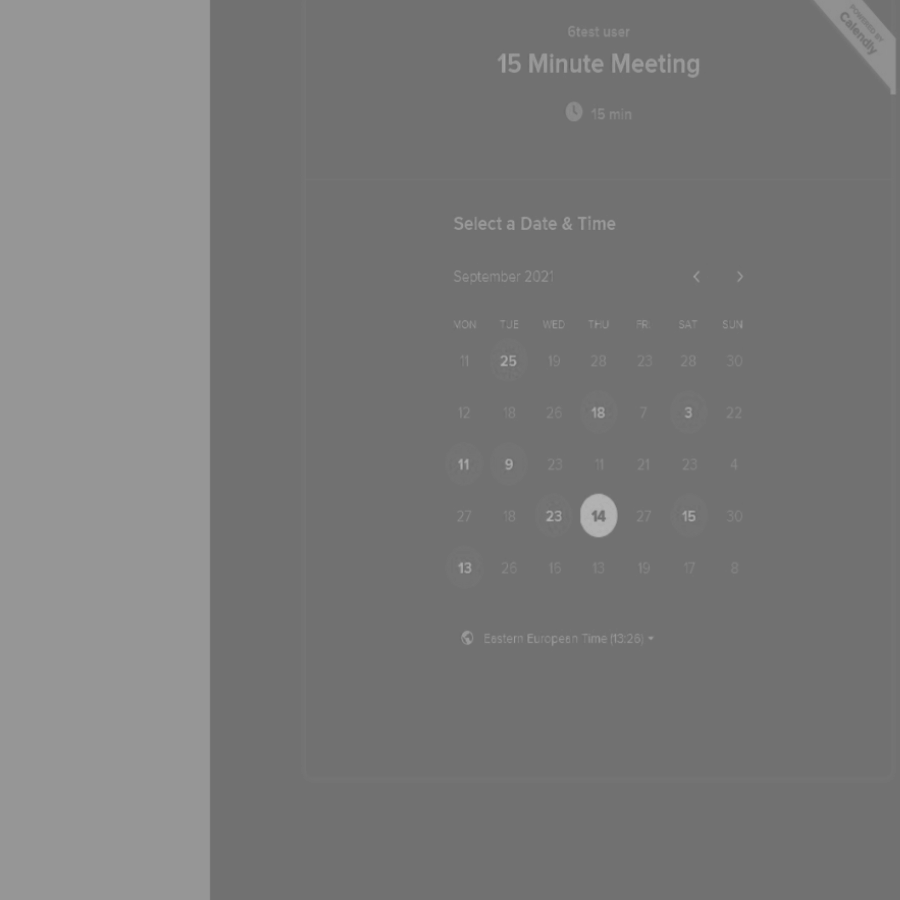 6test user
POWERED BY
Calendly
15 Minute Meeting
15 min
Select a Date & Time
September 2021
MON TUE WED THU FRI SAT SUN
11 25 19 28 23 28 30
12 18 26 18 7 3 22
11 9 23 11 21 23 4
27 18 23 14 27 15 30
13 26 16 13 19 17 8
Eastern European Time (13:26)